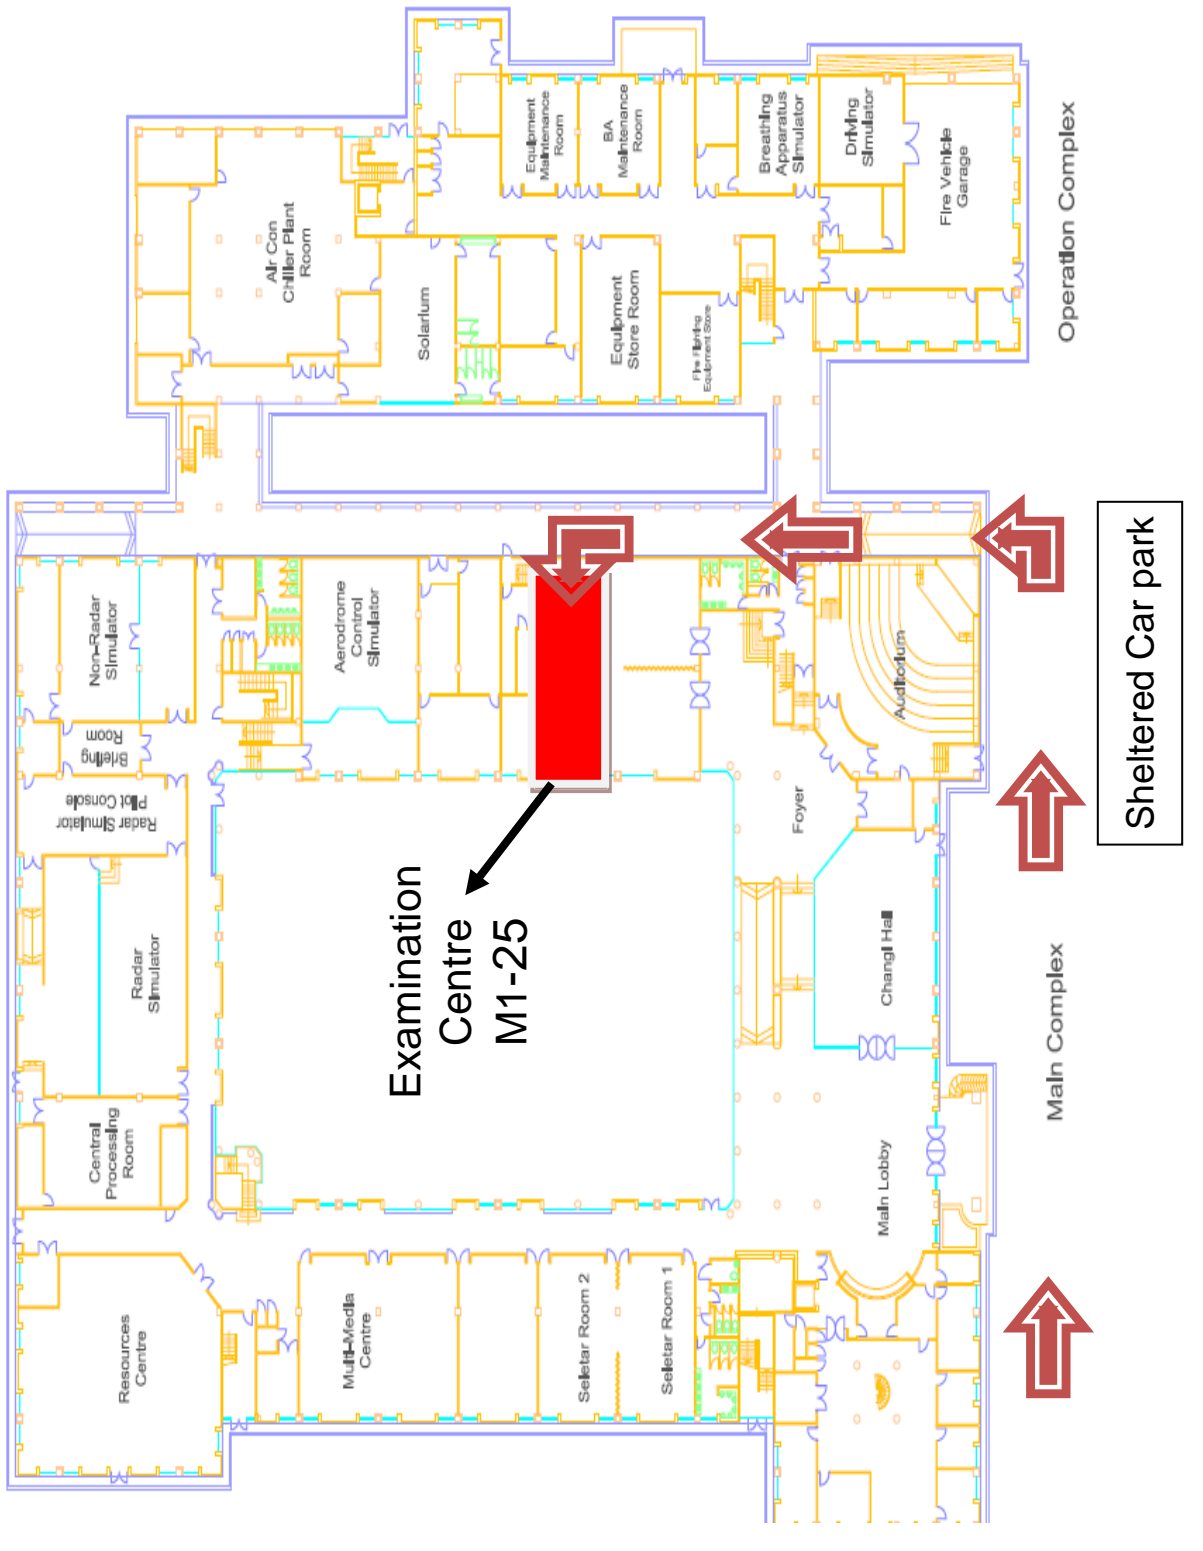 Equipment
Maintenance
Room
BA
Maintenance
Room
Breathing
Apparatus
Simulator
Driving
Simulator
Fire Vehicle
Garage
Operation Complex
Air Con
Chiller Plant
Room
Solarium
Equipment
Store Room
Fire Fighting
Equipment Store
Non-Radar
Simulator
Briefing
Room
Radar Simulator
Pilot Console
Radar
Simulator
Central
Processing
Room
Resources
Centre
Aerodrome
Control
Simulator
Examination
Centre
M1-25
Multi-Media
Centre
Seletar Room 2
Seletar Room 1
Auditorium
Foyer
Changi Hall
Main Lobby
Main Complex
Sheltered Car park